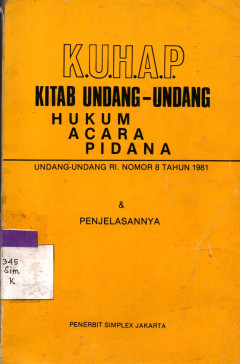 K.U.H.A.P.
KITAB UNDANG-UNDANG
HUKUM
ACARA
PIDANA
UNDANG-UNDANG RI. NOMOR 8 TAHUN 1981
&
PENJELASANNYA
345
Sim
K
PENERBIT SIMPLEX JAKARTA